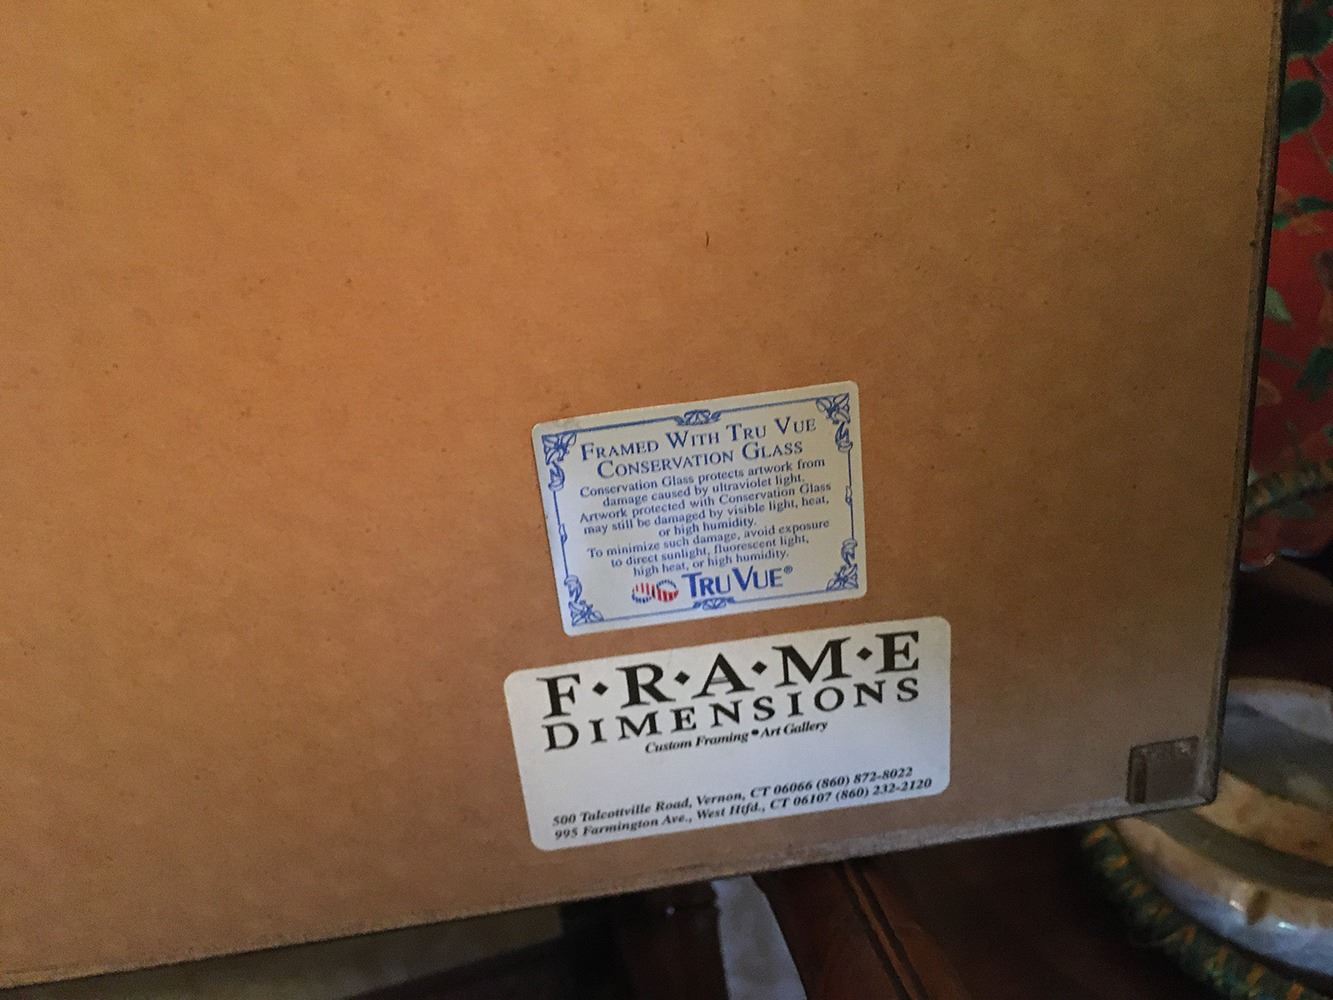 FRAMED WITH TRU VUE
CONSERVATION GLASS
Conservation Glass protects artwork from
damage caused by ultraviolet light.
Artwork protected with Conservation Glass
may still be damaged by visible light, heat,
or high humidity.
To minimize such damage, avoid exposure
to direct sunlight, fluorescent light,
high heat, or high humidity.
TRU VUE®
F•R•A•M•E
DIMENSIONS
Custom Framing • Art Gallery
500 Talcottville Road, Vernon, CT 06066 (860) 872-8022
995 Farmington Ave., West Htfd., CT 06107 (860) 232-2120